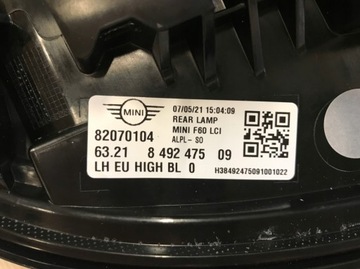 MINI
07/05/21 15:04:09
REAR LAMP
MINI F60 LCI
ALPL- SO
82070104
63.21 8 492 475 09
LH EU HIGH BL 0
H38492475091001022